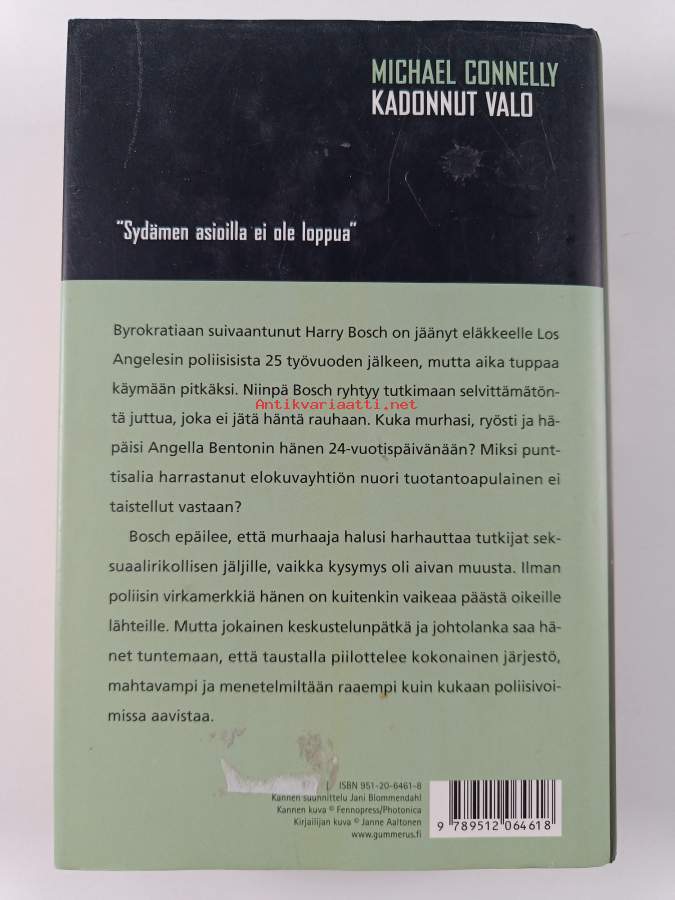 MICHAEL CONNELLY
KADONNUT VALO
"Sydämen asioilla ei ole loppua"
Byrokratiaan suivaantunut Harry Bosch on jäänyt eläkkeelle Los
Angelesin poliisisista 25 työvuoden jälkeen, mutta aika tuppaa
käymään pitkäksi. Niinpä Bosch ryhtyy tutkimaan selvittämätön-
Antikvariaatti.net
tä juttua, joka ei jätä häntä rauhaan. Kuka murhasi, ryösti ja hä-
päisi Angella Bentonin hänen 24-vuotispäivänään? Miksi punt-
tisalia harrastanut elokuvayhtiön nuori tuotantoapulainen ei
taistellut vastaan?
Bosch epäilee, että murhaaja halusi harhauttaa tutkijat sek-
suaalirikollisen jäljille, vaikka kysymys oli aivan muusta. Ilman
poliisin virkamerkkiä hänen on kuitenkin vaikeaa päästä oikeille
lähteille. Mutta jokainen keskustelunpätkä ja johtolanka saa hä-
net tuntemaan, että taustalla piilottelee kokonainen järjestö,
mahtavampi ja menetelmiltään raaempi kuin kukaan poliisivoi-
missa aavistaa.
| ISBN 951-20-6461-8
Kannen suunnittelu Jani Blommendahl
Kannen kuva © Fennopress/Photonica
Kirjailijan kuva © Janne Aaltonen
www.gummerus.fi
9 789512 064618